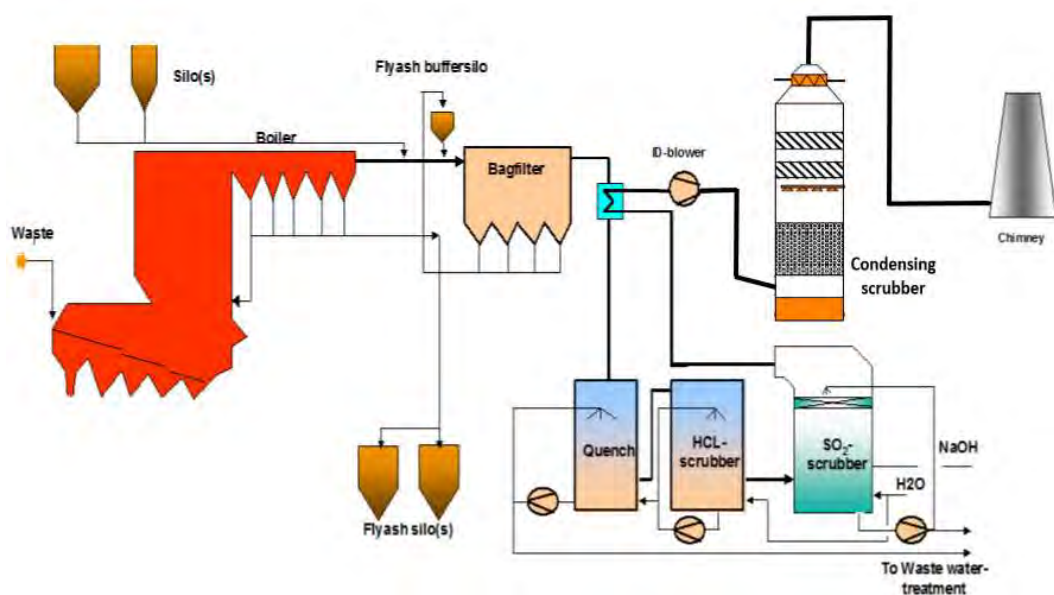 Silo(s)
Flyash buffersilo
Boiler
Bagfilter
ID-blower
Waste
Chimney
Condensing
scrubber
Quench
HCL-
scrubber
SO₂-
scrubber
NaOH
H2O
Flyash silo(s)
To Waste water-
treatment